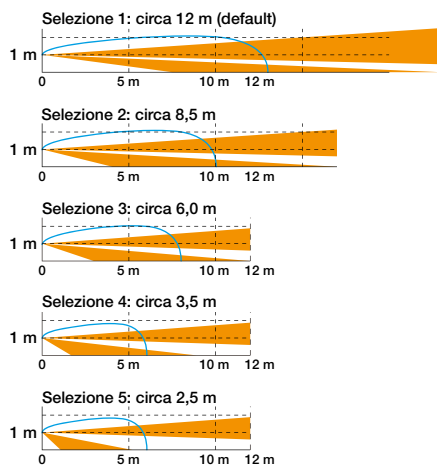 Selezione 1: circa 12 m (default)
1 m
0 5 m 10 m 12 m
Selezione 2: circa 8,5 m
1 m
0 5 m 10 m 12 m
Selezione 3: circa 6,0 m
1 m
0 5 m 10 m 12 m
Selezione 4: circa 3,5 m
1 m
0 5 m 10 m 12 m
Selezione 5: circa 2,5 m
1 m
0 5 m 10 m 12 m